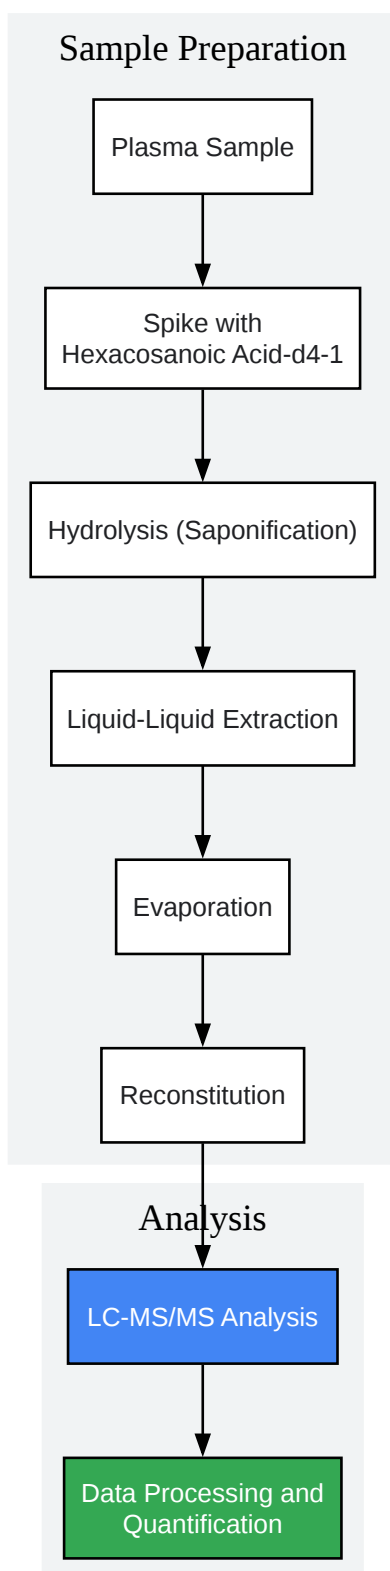 Sample Preparation
Plasma Sample
Spike with
Hexacosanoic Acid-d4-1
Hydrolysis (Saponification)
Liquid-Liquid Extraction
Evaporation
Reconstitution
Analysis
LC-MS/MS Analysis
Data Processing and
Quantification